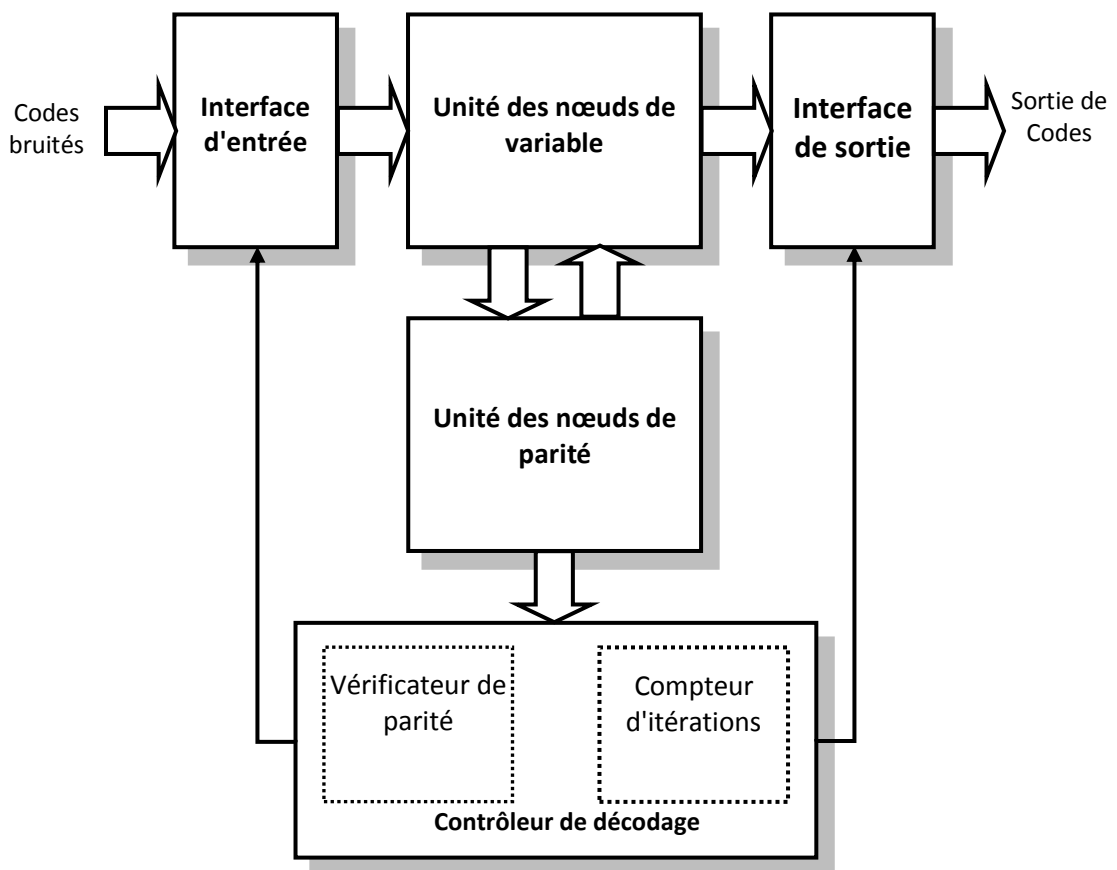 Codes
bruités
Interface
d'entrée
Unité des nœuds de
variable
Interface
de sortie
Sortie de
Codes
Unité des nœuds de
parité
Vérificateur de
parité
Compteur
d'itérations
Contrôleur de décodage